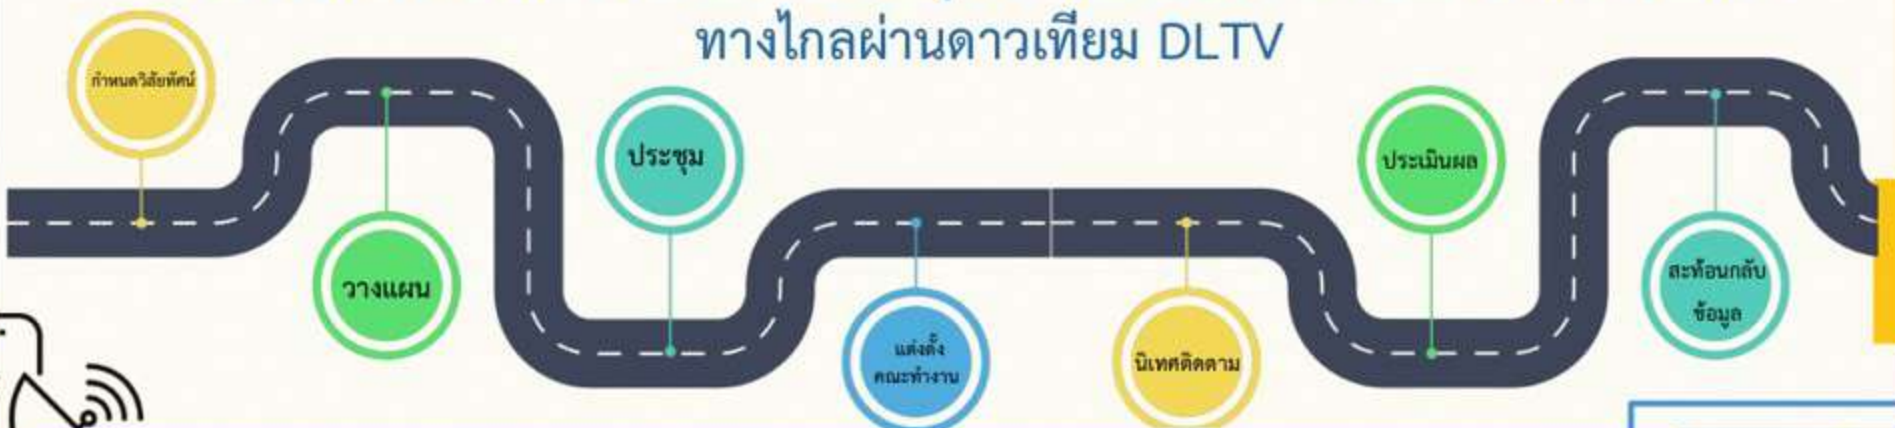 ทางไกลผ่านดาวเทียม DLTV
กำหนดวิสัยทัศน์
วางแผน
ประชุม
แต่งตั้ง
คณะทำงาน
นิเทศติดตาม
ประเมินผล
สะท้อนกลับ
ข้อมูล